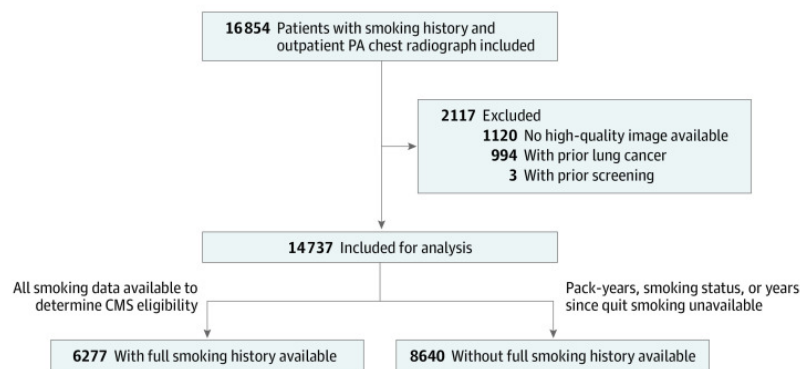 16854 Patients with smoking history and
outpatient PA chest radiograph included
2117 Excluded
1120 No high-quality image available
994 With prior lung cancer
3 With prior screening
14737 Included for analysis
All smoking data available to
determine CMS eligibility
Pack-years, smoking status, or years
since quit smoking unavailable
6277 With full smoking history available
8640 Without full smoking history available